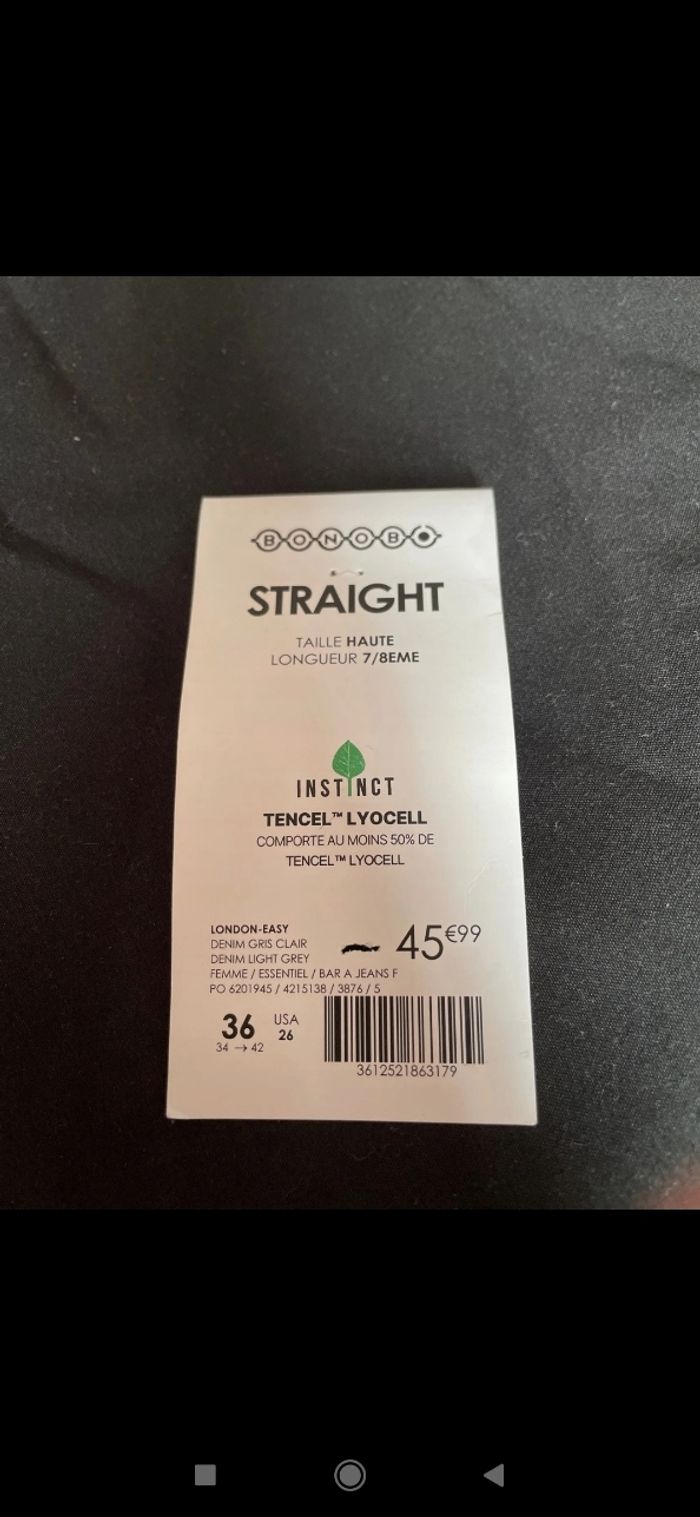 BONOBO
STRAIGHT
TAILLE HAUTE
LONGUEUR 7/8EME
INSTINCT
TENCEL™ LYOCELL
COMPORTE AU MOINS 50% DE
TENCEL™ LYOCELL
LONDON-EASY
DENIM GRIS CLAIR
DENIM LIGHT GREY
45€99
FEMME / ESSENTIEL / BAR A JEANS F
PO 6201945 / 4215138 / 3876 / 5
36 USA
26
34 → 42
3612521863179